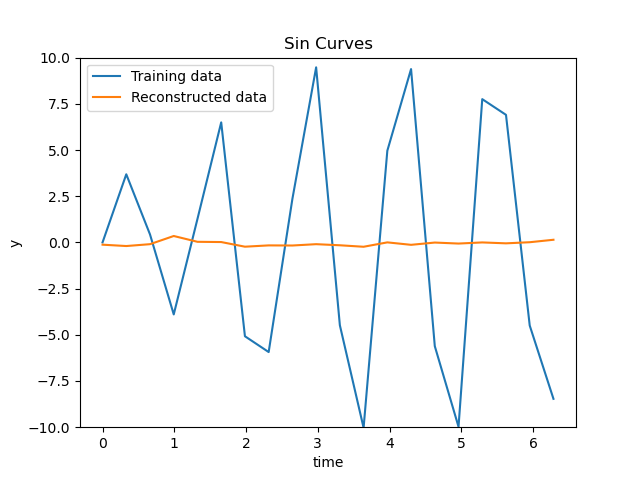 Sin Curves
Training data
Reconstructed data
10.0
7.5
5.0
2.5
0.0
−2.5
−5.0
−7.5
−10.0
y
0 1 2 3 4 5 6
time